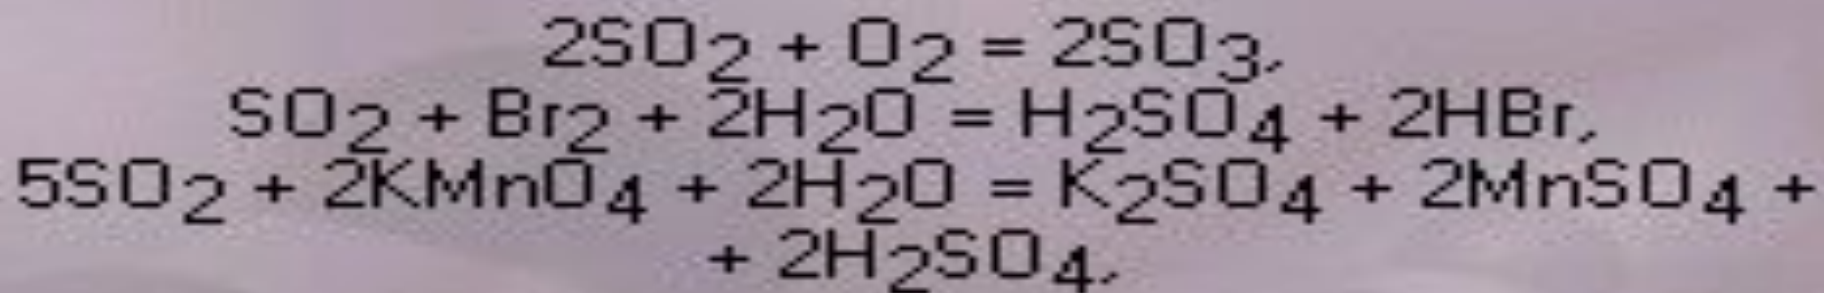 2SO₂ + O₂ = 2SO₃,
SO₂ + Br₂ + 2H₂O = H₂SO₄ + 2HBr,
5SO₂ + 2KMnO₄ + 2H₂O = K₂SO₄ + 2MnSO₄ +
+ 2H₂SO₄,